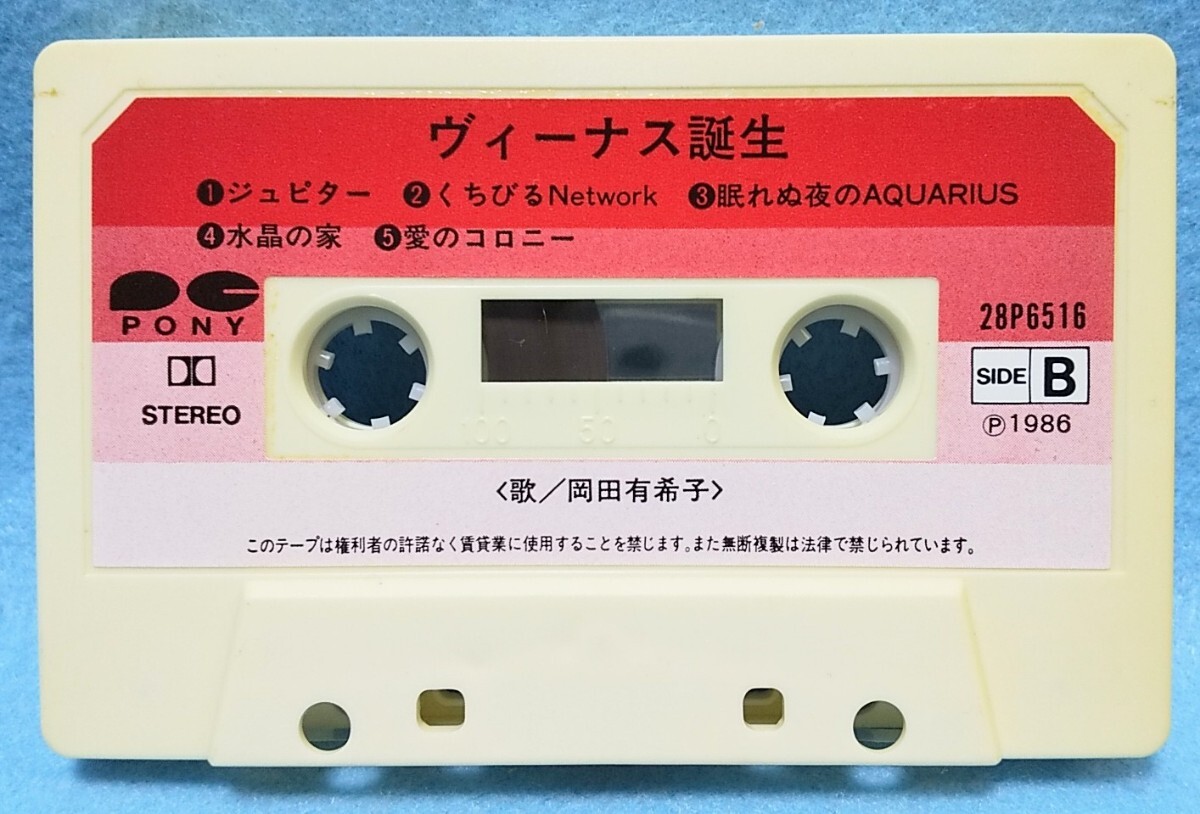 ヴィーナス誕生
❶ジュピター ❷くちびるNetwork ❸眠れぬ夜のAQUARIUS
❹水晶の家 ❺愛のコロニー
PC
PONY
28P6516
STEREO
SIDE B
Ⓟ1986
100 50 0
〈歌／岡田有希子〉
このテープは権利者の許諾なく賃貸業に使用することを禁じます。また無断複製は法律で禁じられています。